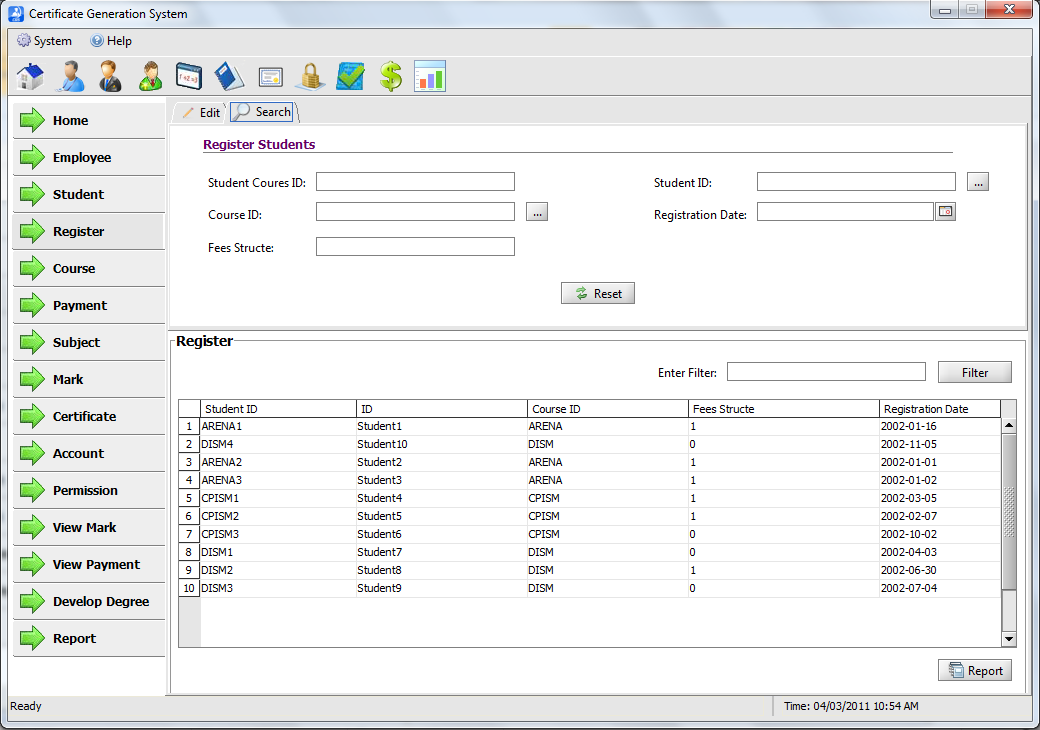 Certificate Generation System
System Help
Edit Search
Register Students
Student Coures ID: Student ID: ...
Course ID: ... Registration Date:
Fees Structe:
Reset
Register
Enter Filter: Filter
Student ID ID Course ID Fees Structe Registration Date
1 ARENA1 Student1 ARENA 1 2002-01-16
2 DISM4 Student10 DISM 0 2002-11-05
3 ARENA2 Student2 ARENA 1 2002-01-01
4 ARENA3 Student3 ARENA 1 2002-01-02
5 CPISM1 Student4 CPISM 1 2002-03-05
6 CPISM2 Student5 CPISM 1 2002-02-07
7 CPISM3 Student6 CPISM 0 2002-10-02
8 DISM1 Student7 DISM 0 2002-04-03
9 DISM2 Student8 DISM 1 2002-06-30
10 DISM3 Student9 DISM 0 2002-07-04
Report
Home
Employee
Student
Register
Course
Payment
Subject
Mark
Certificate
Account
Permission
View Mark
View Payment
Develop Degree
Report
Ready Time: 04/03/2011 10:54 AM